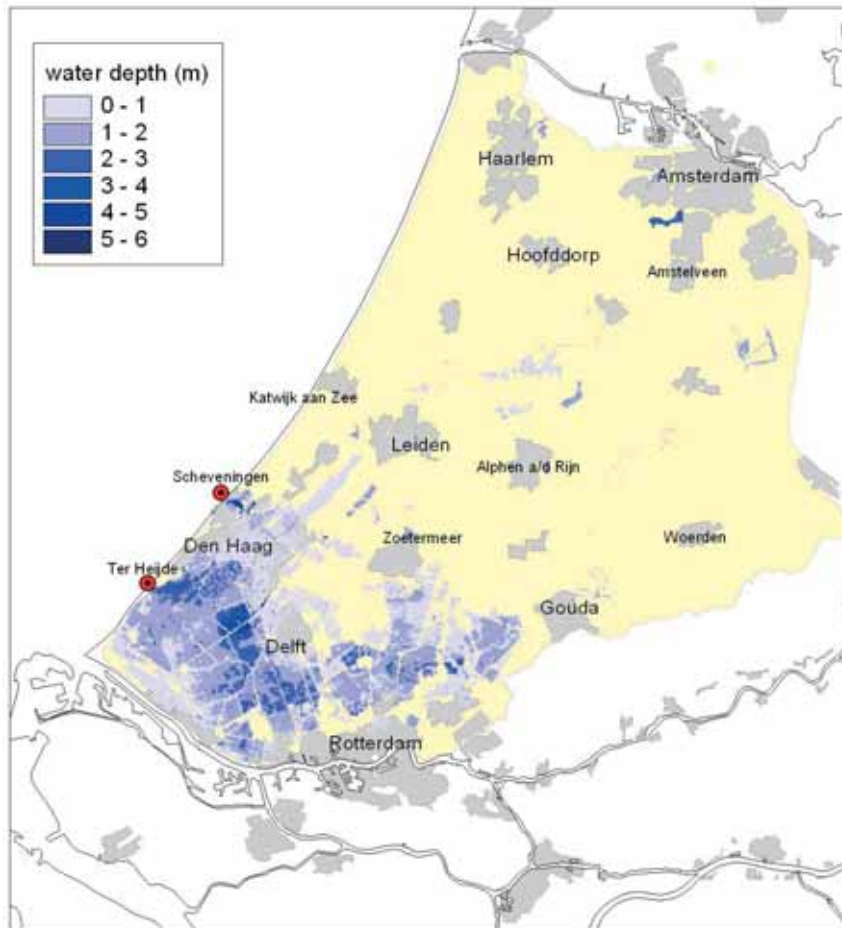 water depth (m)
0 - 1
1 - 2
2 - 3
3 - 4
4 - 5
5 - 6
Haarlem
Amsterdam
Hoofddorp
Amstelveen
Katwijk aan Zee
Leiden
Alphen a/d Rijn
Scheveningen
Den Haag
Zoetermeer
Woerden
Ter Heijde
Gouda
Delft
Rotterdam